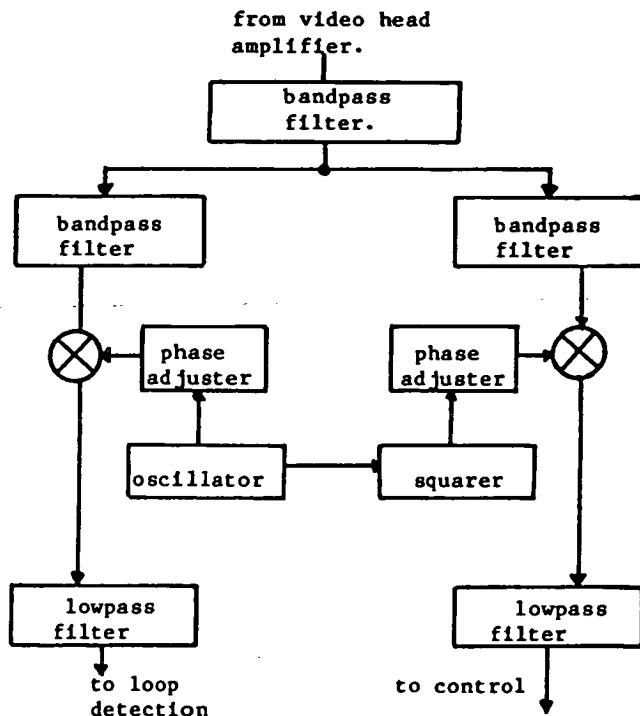 from video head
amplifier.
bandpass
filter.
bandpass
filter
bandpass
filter
phase
adjuster
phase
adjuster
oscillator
squarer
lowpass
filter
lowpass
filter
to loop
detection
to control